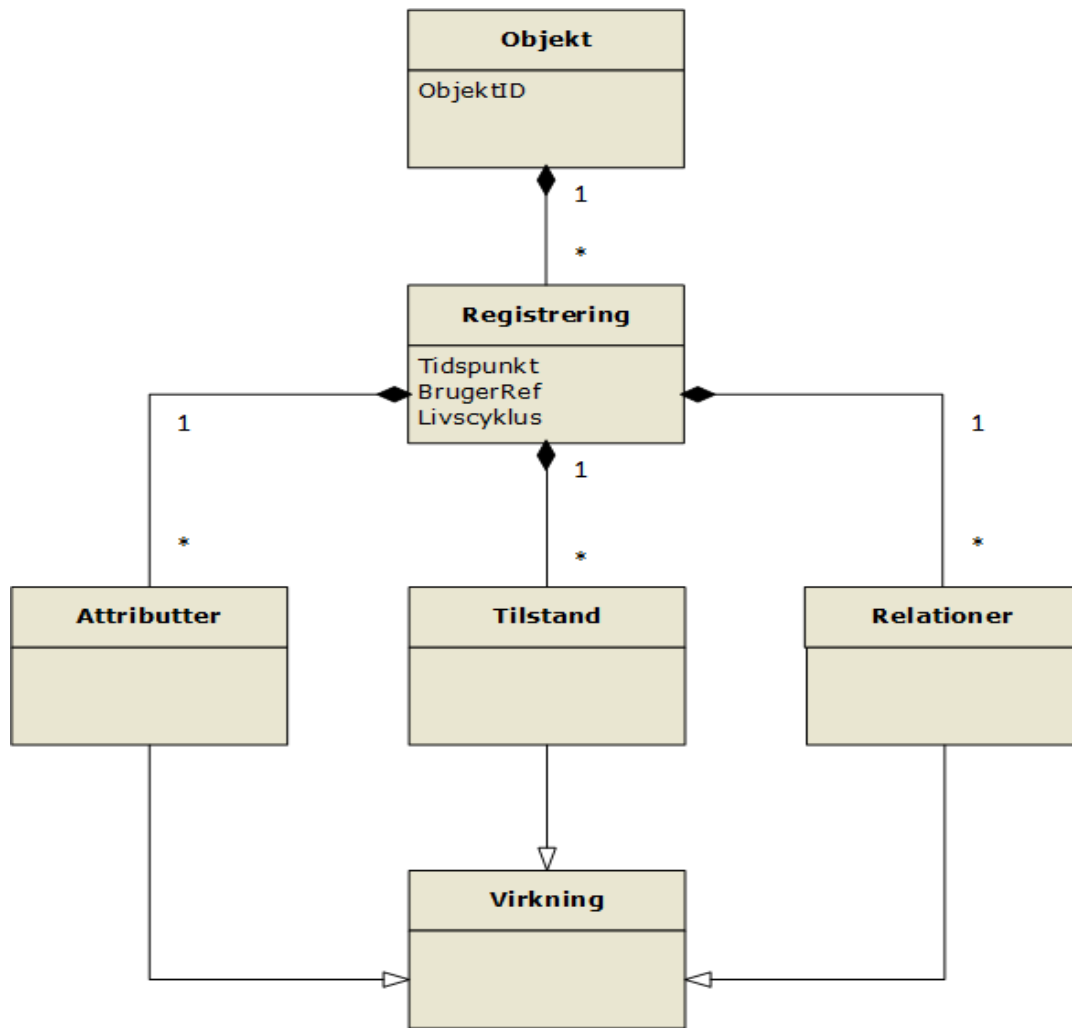 Objekt
ObjektID
1
*
Registrering
Tidspunkt
BrugerRef
Livscyklus
1
1
1
*
*
*
Attributter
Tilstand
Relationer
Virkning